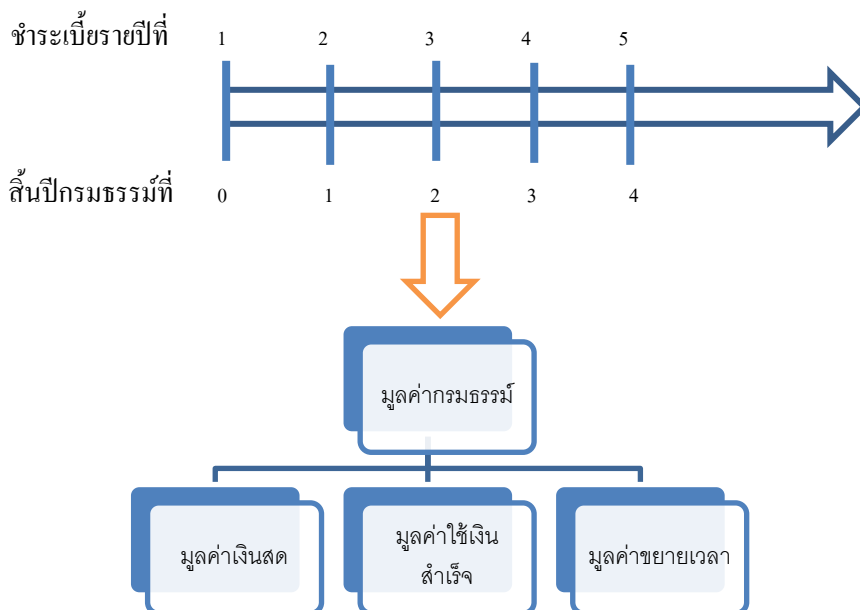 ชำระเบี้ยรายปีที่ 1 2 3 4 5
สิ้นปีกรมธรรม์ที่ 0 1 2 3 4
มูลค่ากรมธรรม์
มูลค่าเงินสด
มูลค่าใช้เงิน
สำเร็จ
มูลค่าขยายเวลา